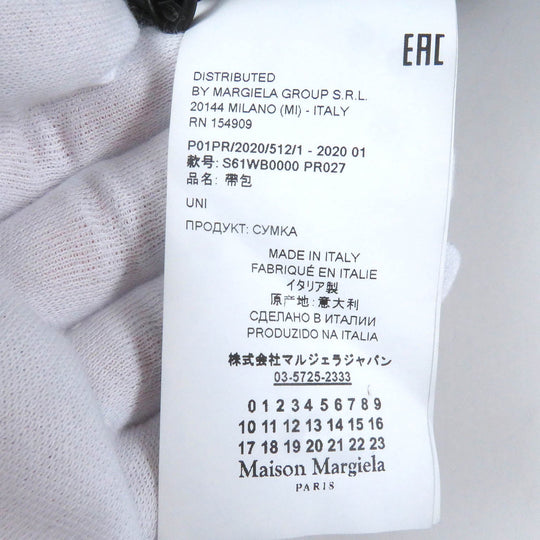 EAC
DISTRIBUTED
BY MARGIELA GROUP S.R.L.
20144 MILANO (MI) - ITALY
RN 154909
P01PR/2020/512/1 - 2020 01
款号: S61WB0000 PR027
品名: 帶包
UNI
ПРОДУКТ: СУМКА
MADE IN ITALY
FABRIQUÉ EN ITALIE
イタリア製
原产地: 意大利
СДЕЛАНО В ИТАЛИИ
PRODUZIDO NA ITALIA
株式会社マルジェラジャパン
03-5725-2333
0 1 2 3 4 5 6 7 8 9
10 11 12 13 14 15 16
17 18 19 20 21 22 23
Maison Margiela
PARIS